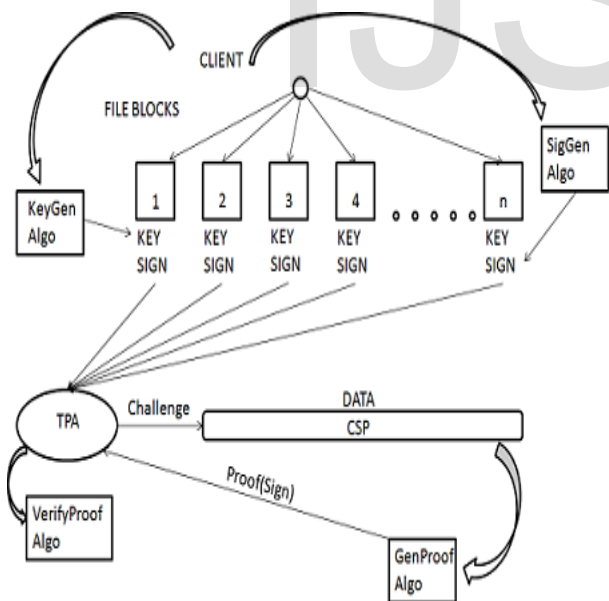 IJS
CLIENT
FILE BLOCKS
SigGen
Algo
KeyGen
Algo
1 2 3 4 n
KEY KEY KEY KEY KEY
SIGN SIGN SIGN SIGN SIGN
TPA
Challenge
DATA
CSP
Proof(Sign)
VerifyProof
Algo
GenProof
Algo